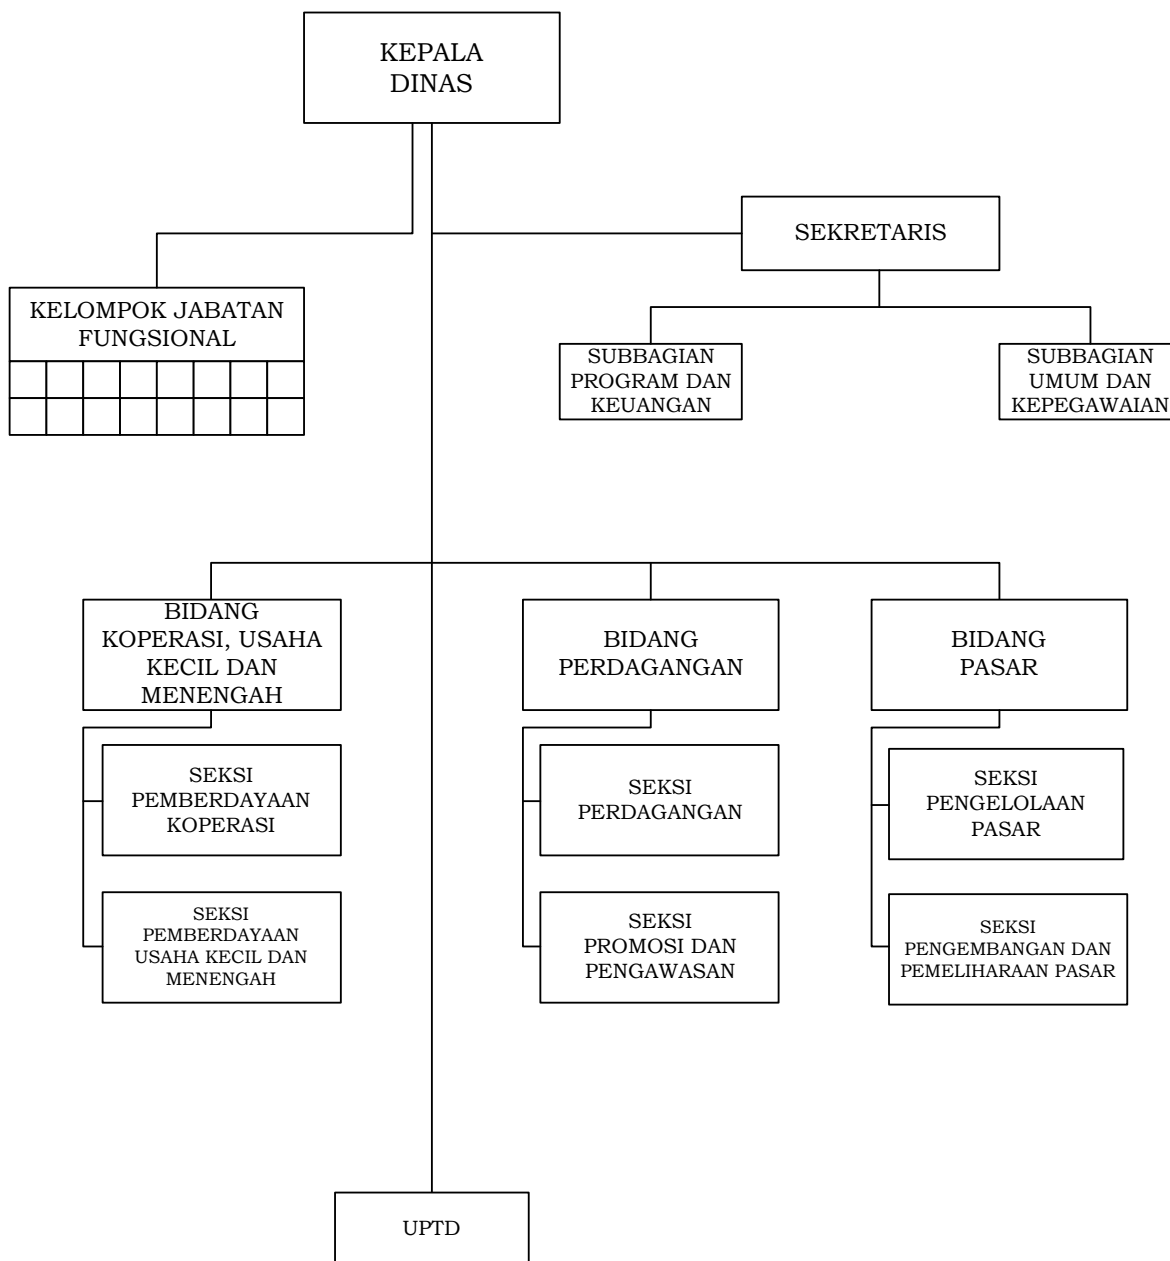 KEPALA
DINAS
SEKRETARIS
KELOMPOK JABATAN
FUNGSIONAL
SUBBAGIAN
PROGRAM DAN
KEUANGAN
SUBBAGIAN
UMUM DAN
KEPEGAWAIAN
BIDANG
KOPERASI, USAHA
KECIL DAN
MENENGAH
BIDANG
PERDAGANGAN
BIDANG
PASAR
SEKSI
PEMBERDAYAAN
KOPERASI
SEKSI
PERDAGANGAN
SEKSI
PENGELOLAAN
PASAR
SEKSI
PEMBERDAYAAN
USAHA KECIL DAN
MENENGAH
SEKSI
PROMOSI DAN
PENGAWASAN
SEKSI
PENGEMBANGAN DAN
PEMELIHARAAN PASAR
UPTD